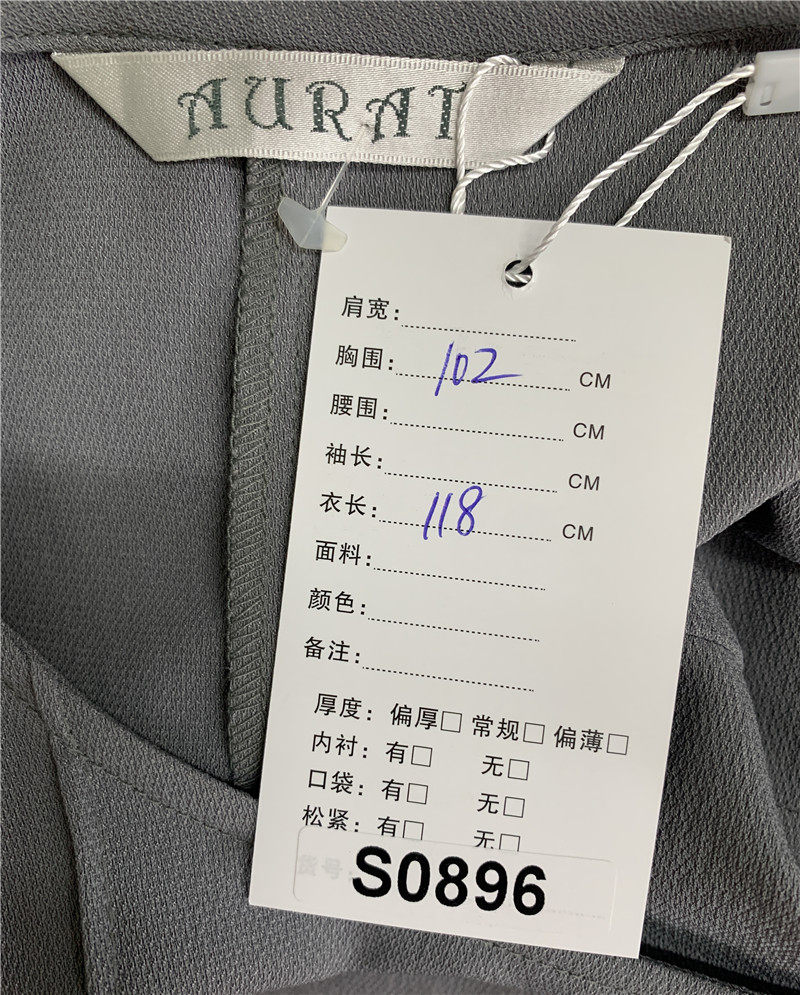 AURAT
肩宽:
胸围: 102 CM
腰围: CM
袖长: CM
衣长: 118 CM
面料:
颜色:
备注:
厚度: 偏厚□ 常规□ 偏薄□
内衬: 有□ 无□
口袋: 有□ 无□
松紧: 有□ 无□
货号:
S0896